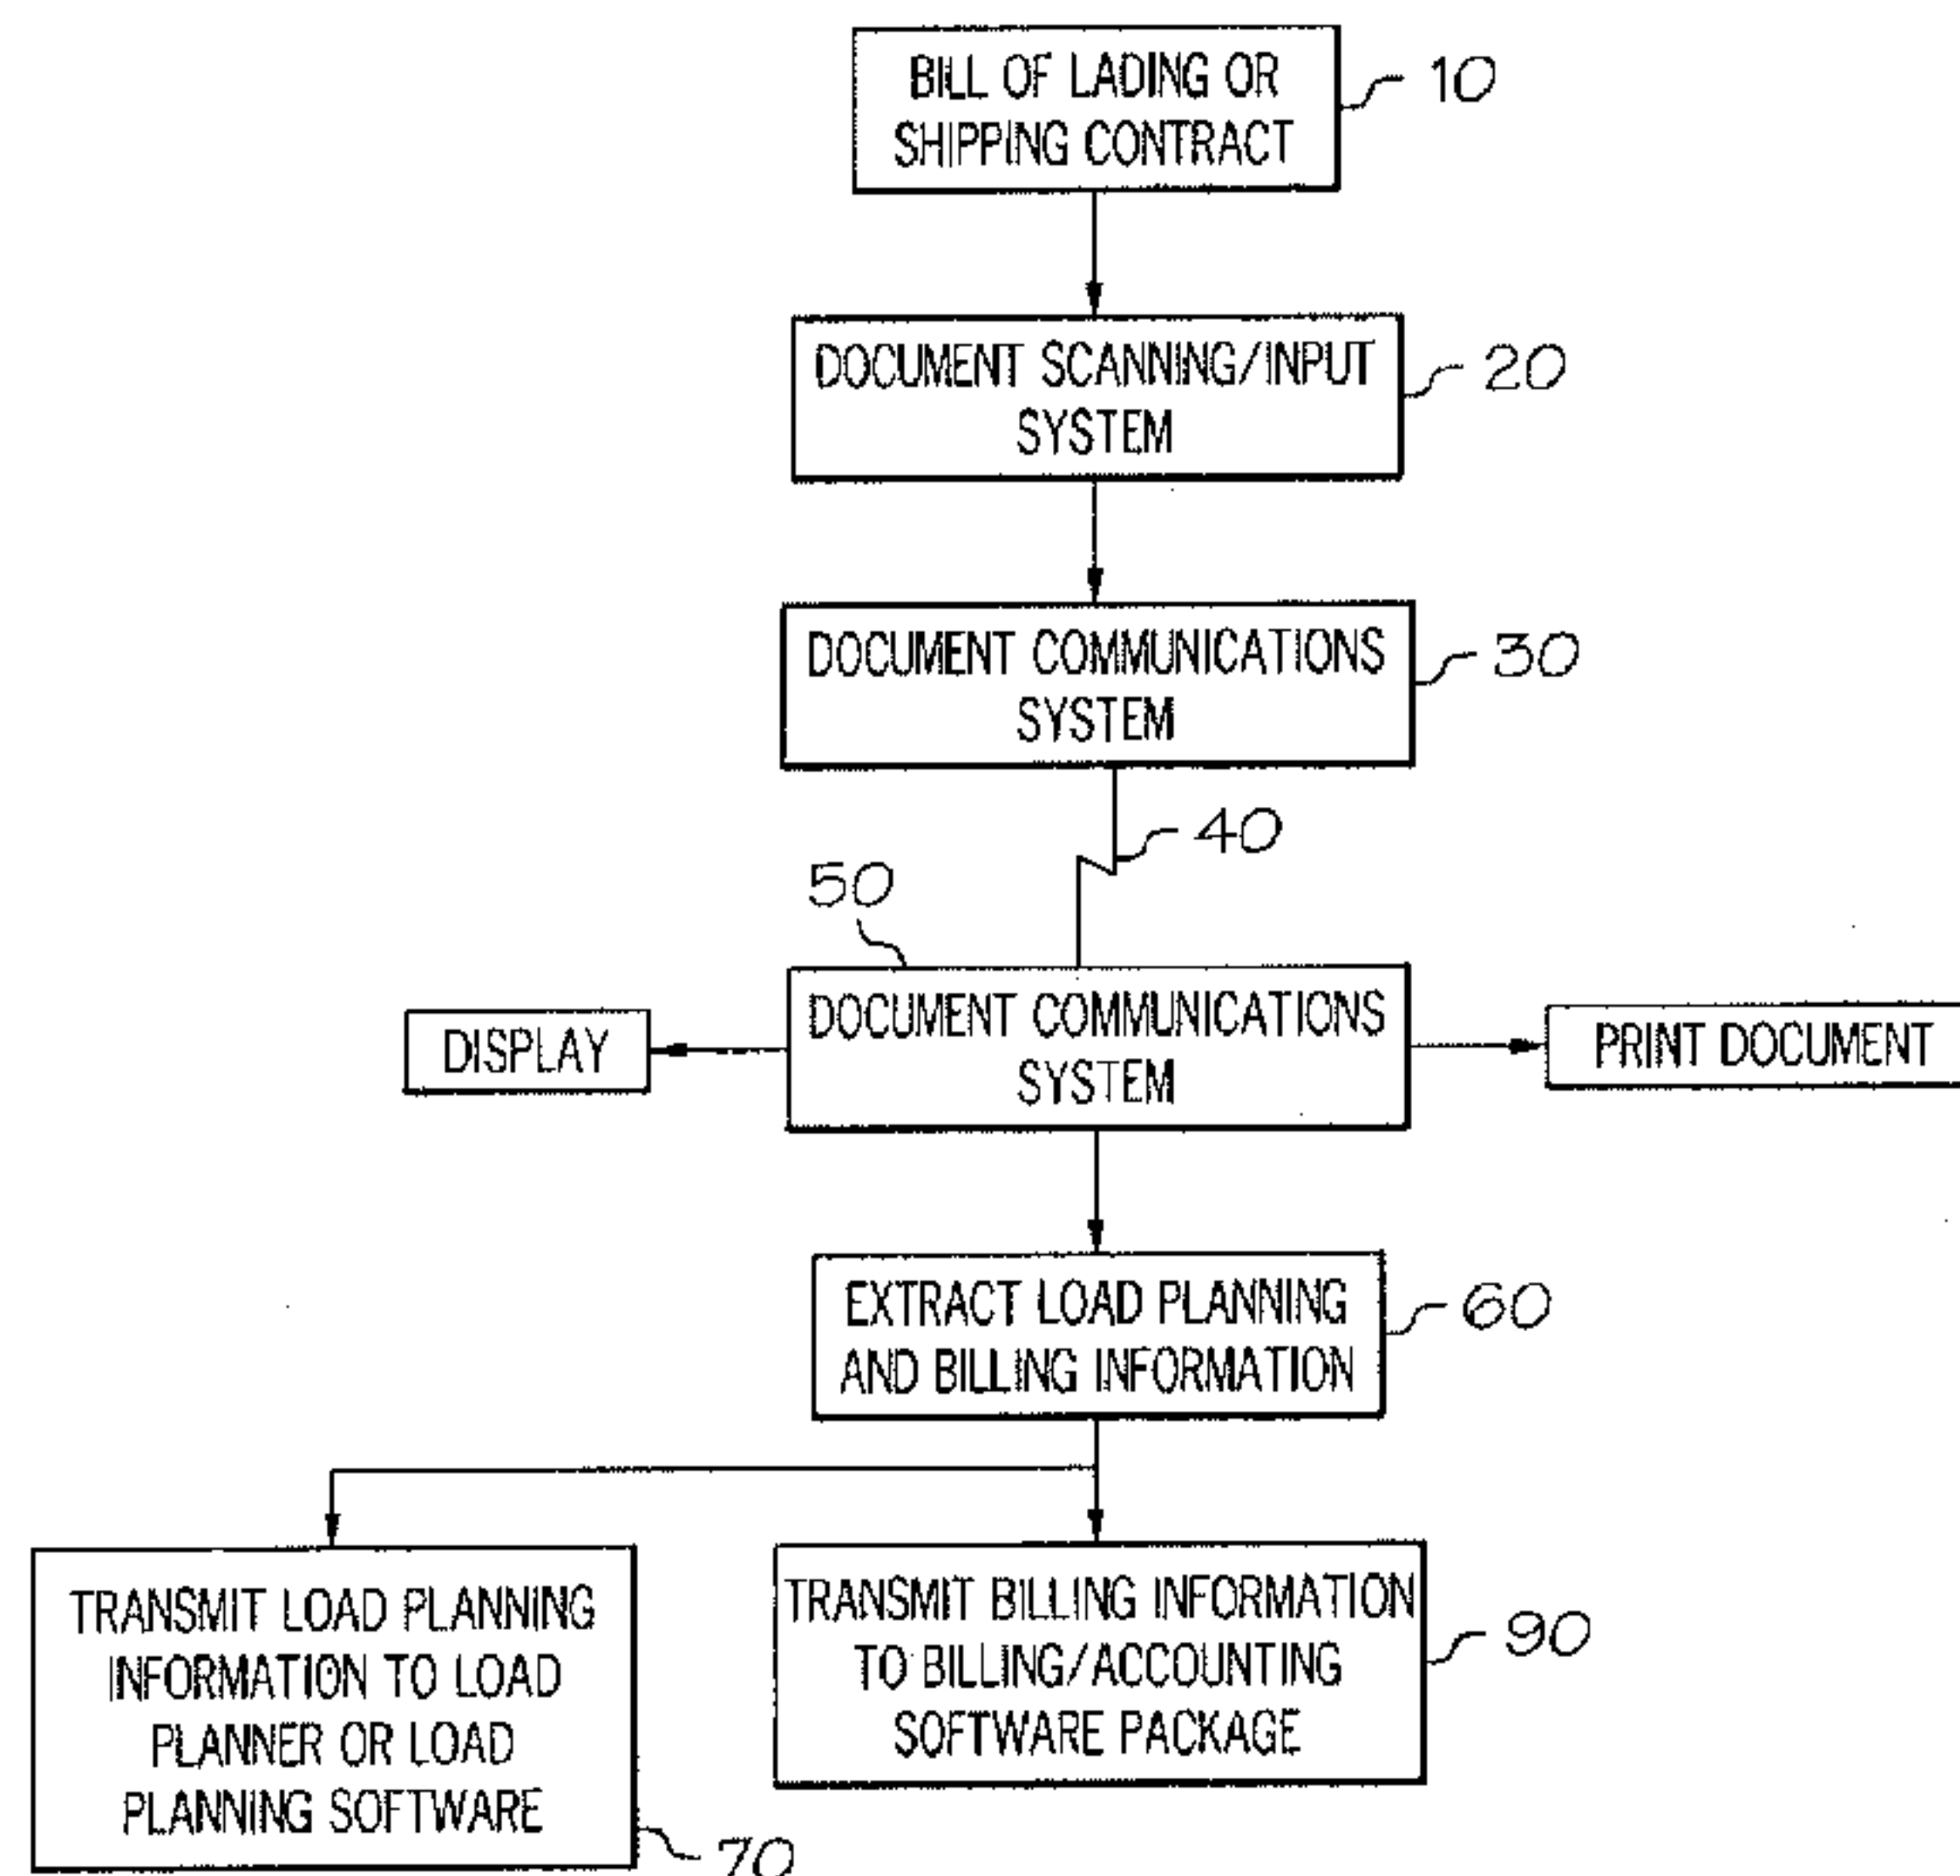 BILL OF LADING OR
SHIPPING CONTRACT
10
DOCUMENT SCANNING/INPUT
SYSTEM
20
DOCUMENT COMMUNICATIONS
SYSTEM
30
40
50
DOCUMENT COMMUNICATIONS
SYSTEM
DISPLAY
PRINT DOCUMENT
EXTRACT LOAD PLANNING
AND BILLING INFORMATION
60
TRANSMIT LOAD PLANNING
INFORMATION TO LOAD
PLANNER OR LOAD
PLANNING SOFTWARE
70
TRANSMIT BILLING INFORMATION
TO BILLING/ACCOUNTING
SOFTWARE PACKAGE
90